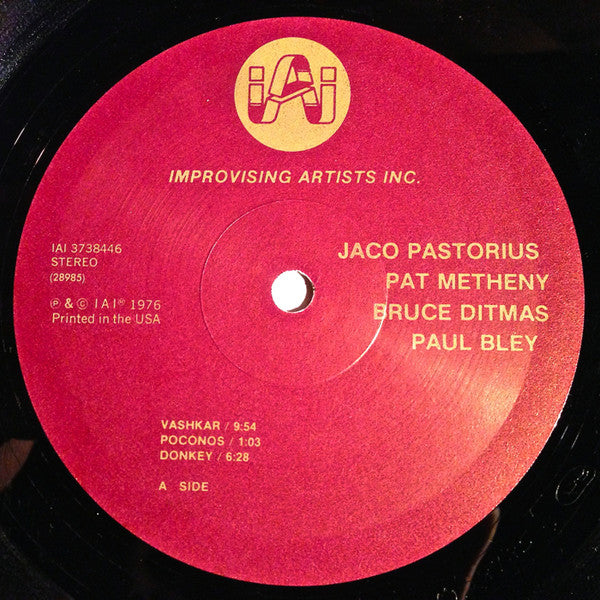 iAi
IMPROVISING ARTISTS INC.
IAI 3738446
STEREO
(28985)
℗ & © I A I® 1976
Printed in the USA
JACO PASTORIUS
PAT METHENY
BRUCE DITMAS
PAUL BLEY
VASHKAR / 9:54
POCONOS / 1:03
DONKEY / 6:28
A SIDE